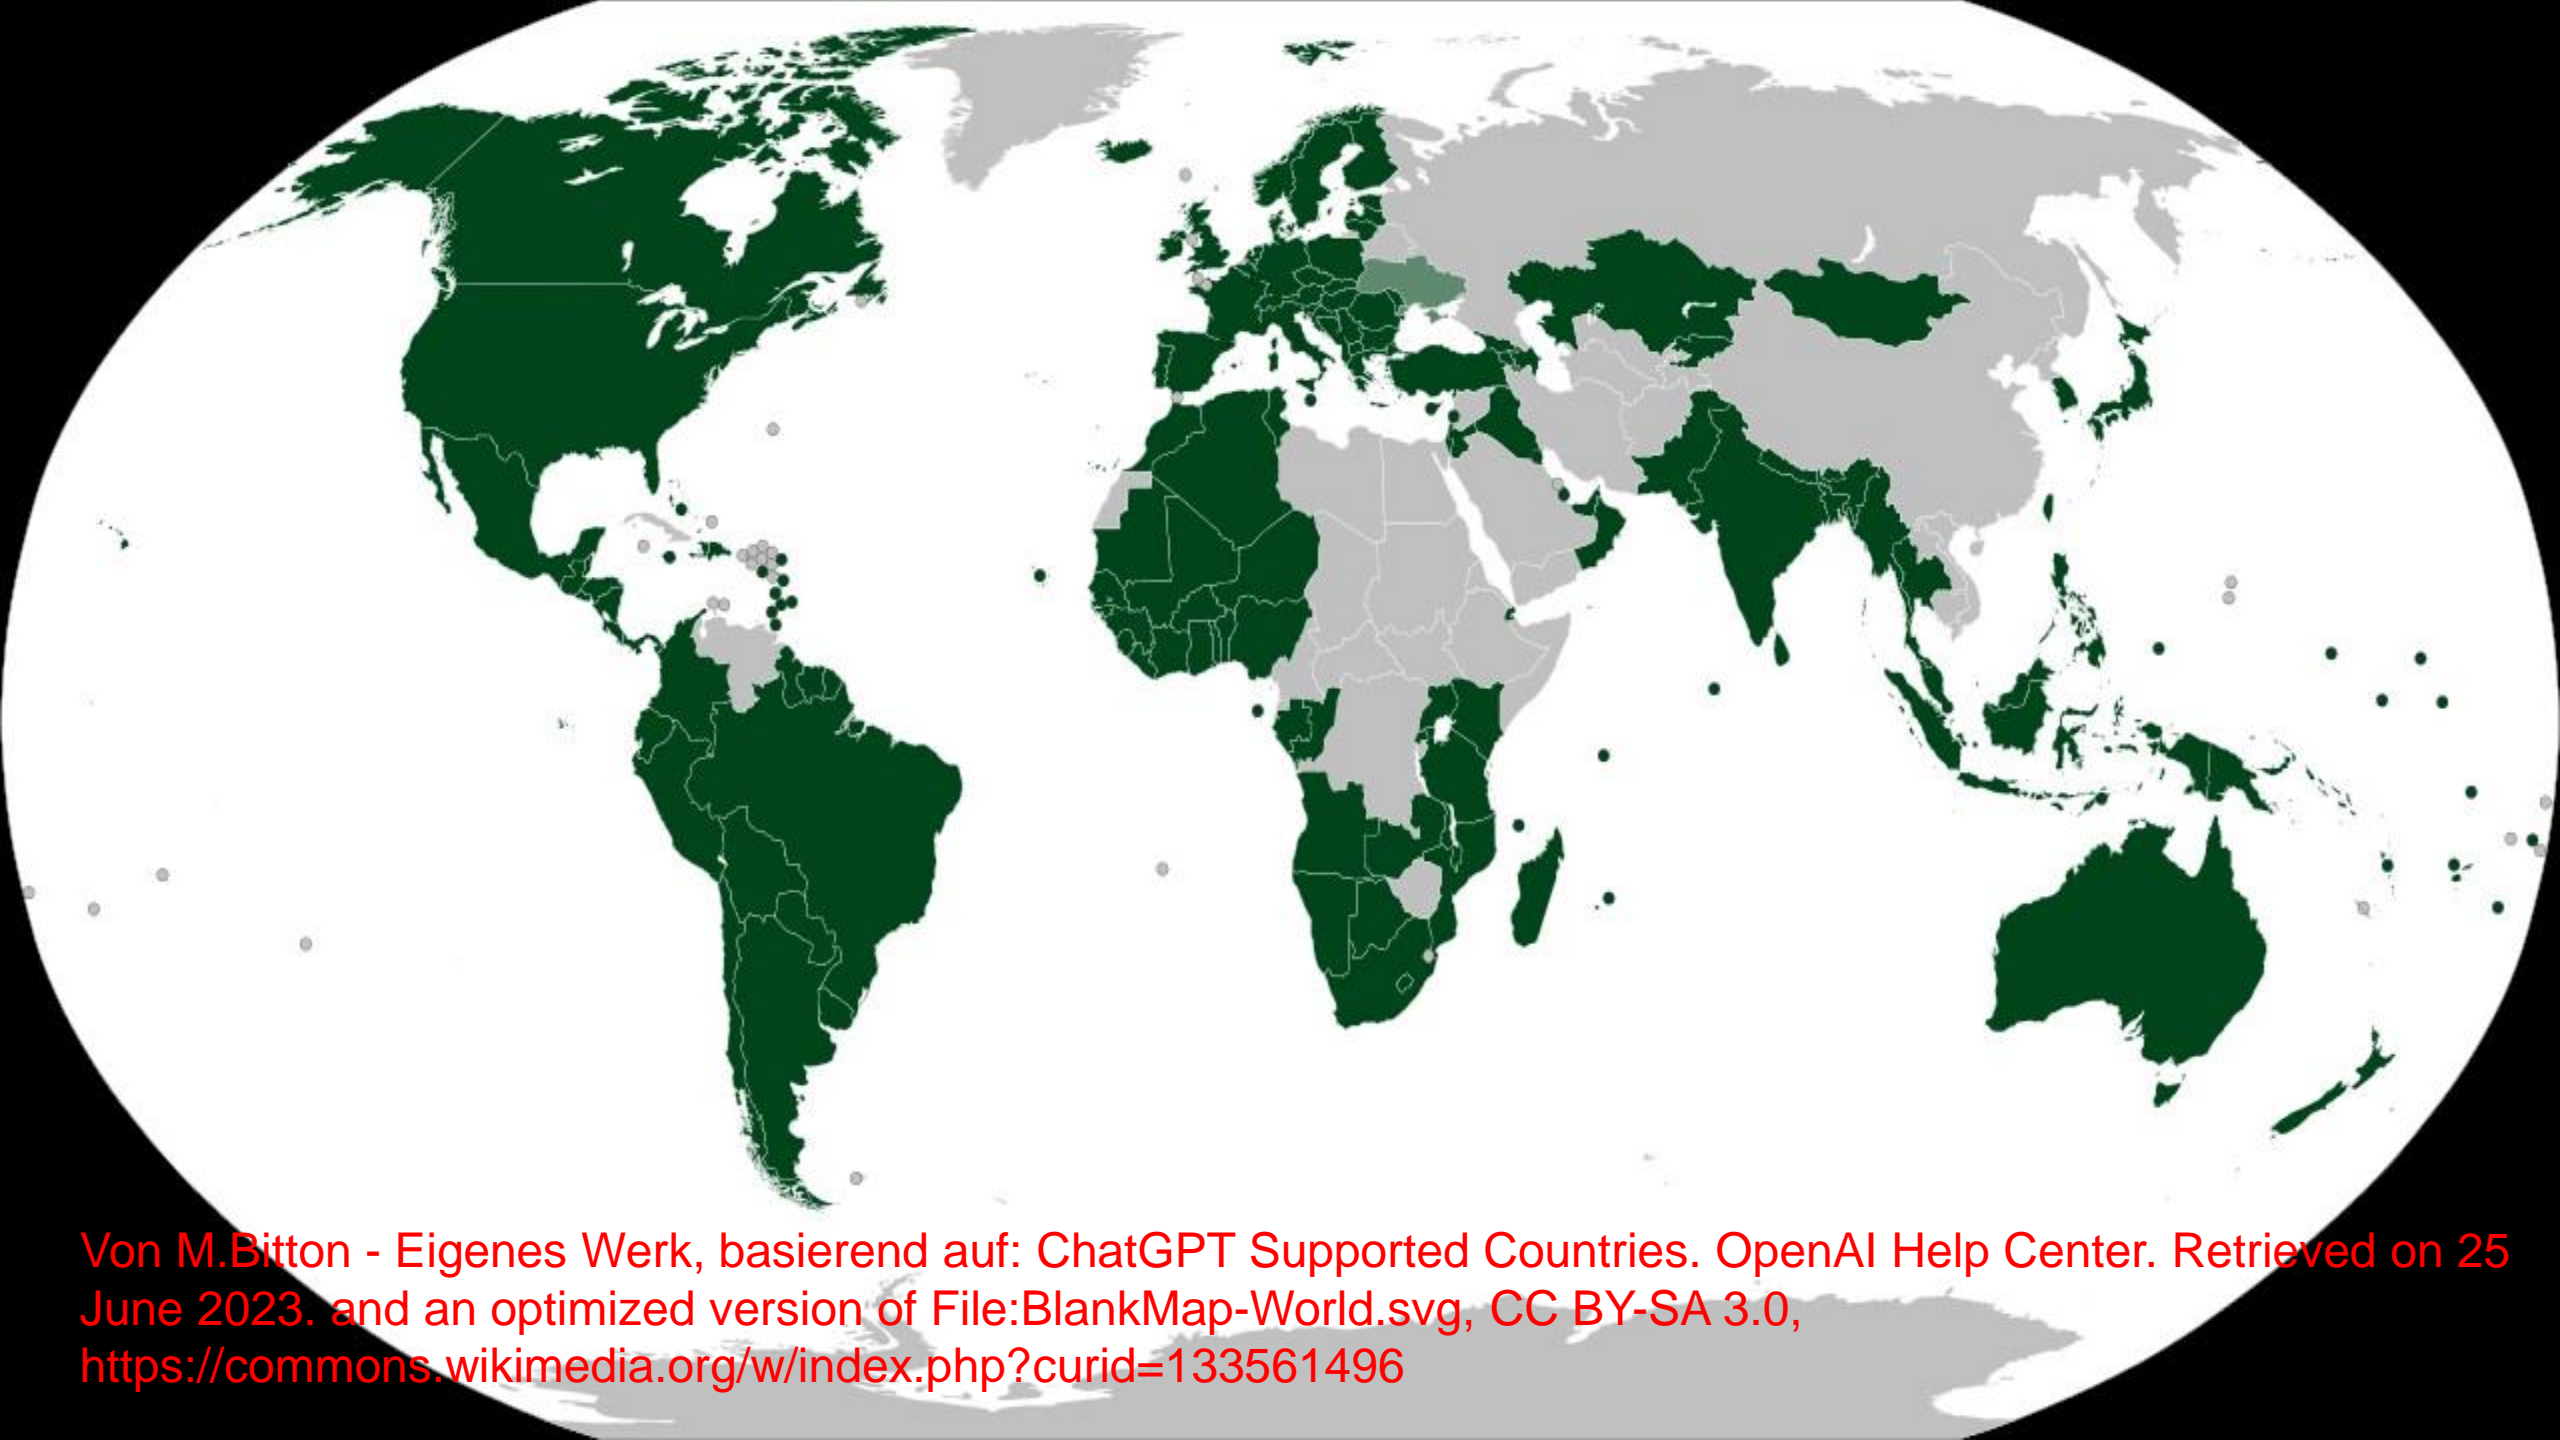 Von M.Bitton - Eigenes Werk, basierend auf: ChatGPT Supported Countries. OpenAI Help Center. Retrieved on 25
June 2023. and an optimized version of File:BlankMap-World.svg, CC BY-SA 3.0,
https://commons.wikimedia.org/w/index.php?curid=133561496